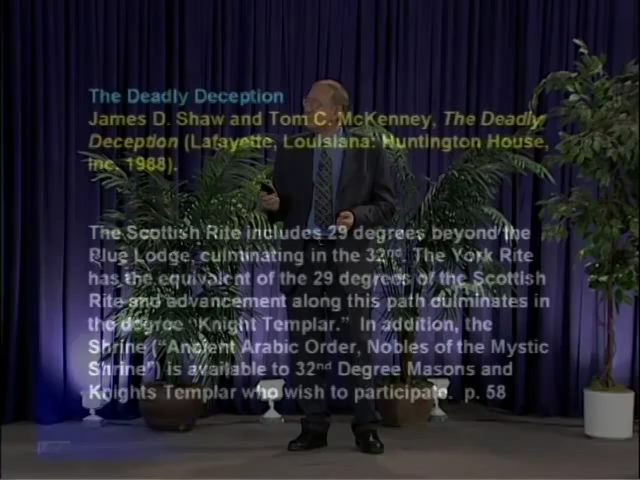 The Deadly Deception
James D. Shaw and Tom C. McKenney, The Deadly
Deception (Lafayette, Louisiana: Huntington House,
inc. 1988).
The Scottish Rite includes 29 degrees beyond the
Blue Lodge, culminating in the 32nd. The York Rite
has the equivalent of the 29 degrees of the Scottish
Rite and advancement along this path culminates in
the degree "Knight Templar." In addition, the
Shrine ("Ancient Arabic Order, Nobles of the Mystic
Shrine") is available to 32nd Degree Masons and
Knights Templar who wish to participate. p. 58